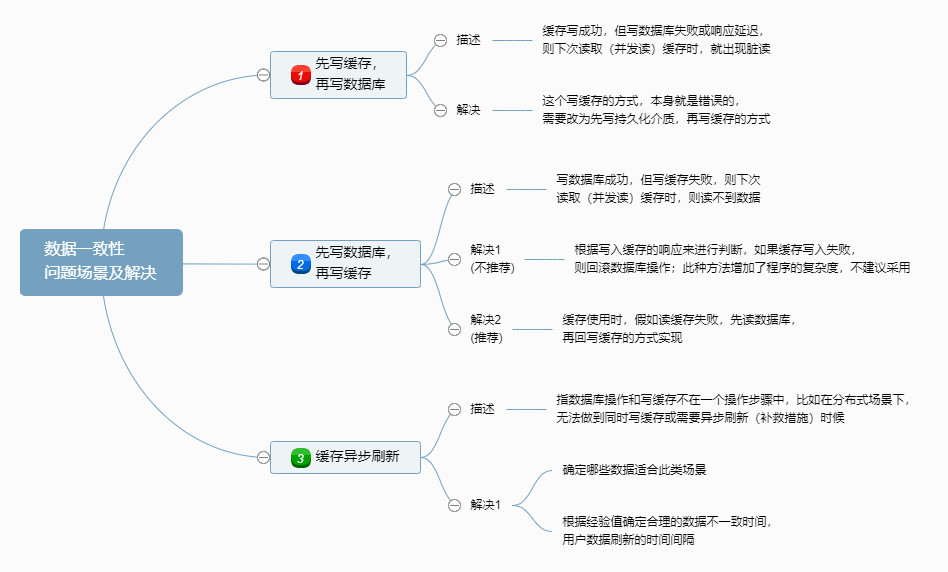 数据一致性
问题场景及解决
1
先写缓存，
再写数据库
描述
缓存写成功，但写数据库失败或响应延迟，
则下次读取（并发读）缓存时，就出现脏读
解决
这个写缓存的方式，本身就是错误的，
需要改为先写持久化介质，再写缓存的方式
2
先写数据库，
再写缓存
描述
写数据库成功，但写缓存失败，则下次
读取（并发读）缓存时，则读不到数据
解决1
(不推荐)
根据写入缓存的响应来进行判断，如果缓存写入失败，
则回滚数据库操作；此种方法增加了程序的复杂度，不建议采用
解决2
(推荐)
缓存使用时，假如读缓存失败，先读数据库，
再回写缓存的方式实现
3
缓存异步刷新
描述
指数据库操作和写缓存不在一个操作步骤中，比如在分布式场景下，
无法做到同时写缓存或需要异步刷新（补救措施）时候
解决1
确定哪些数据适合此类场景
根据经验值确定合理的数据不一致时间，
用户数据刷新的时间间隔